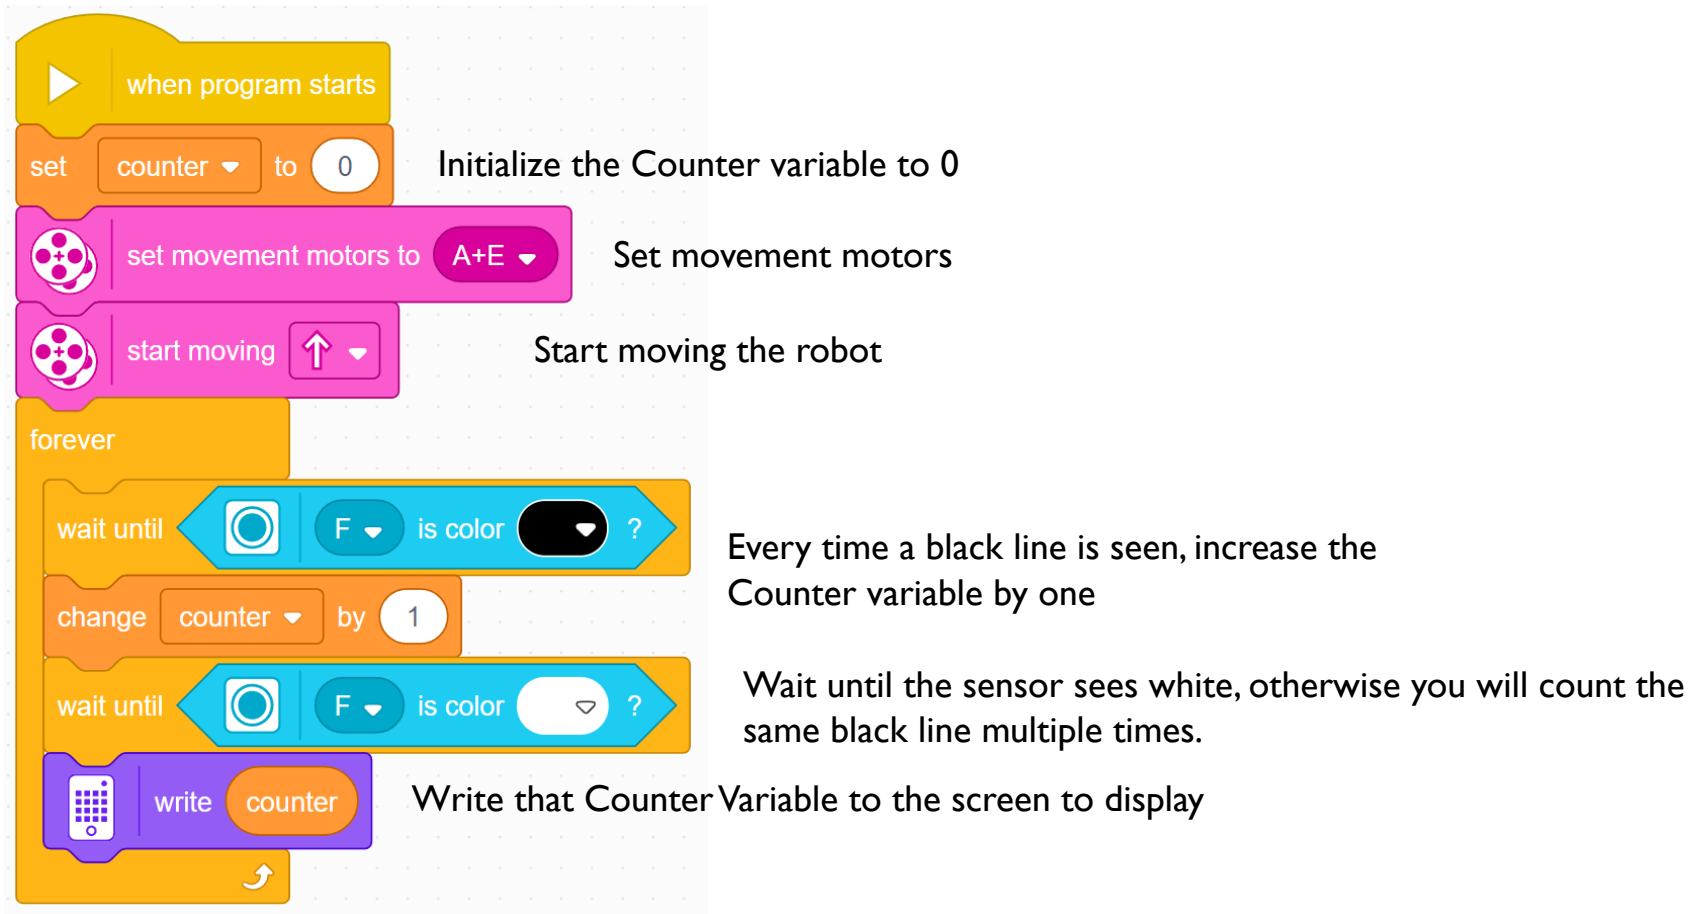 when program starts
set counter to 0
Initialize the Counter variable to 0
set movement motors to A+E
Set movement motors
start moving
Start moving the robot
forever
wait until F is color ?
Every time a black line is seen, increase the
Counter variable by one
change counter by 1
wait until F is color ?
Wait until the sensor sees white, otherwise you will count the
same black line multiple times.
write counter
Write that Counter Variable to the screen to display